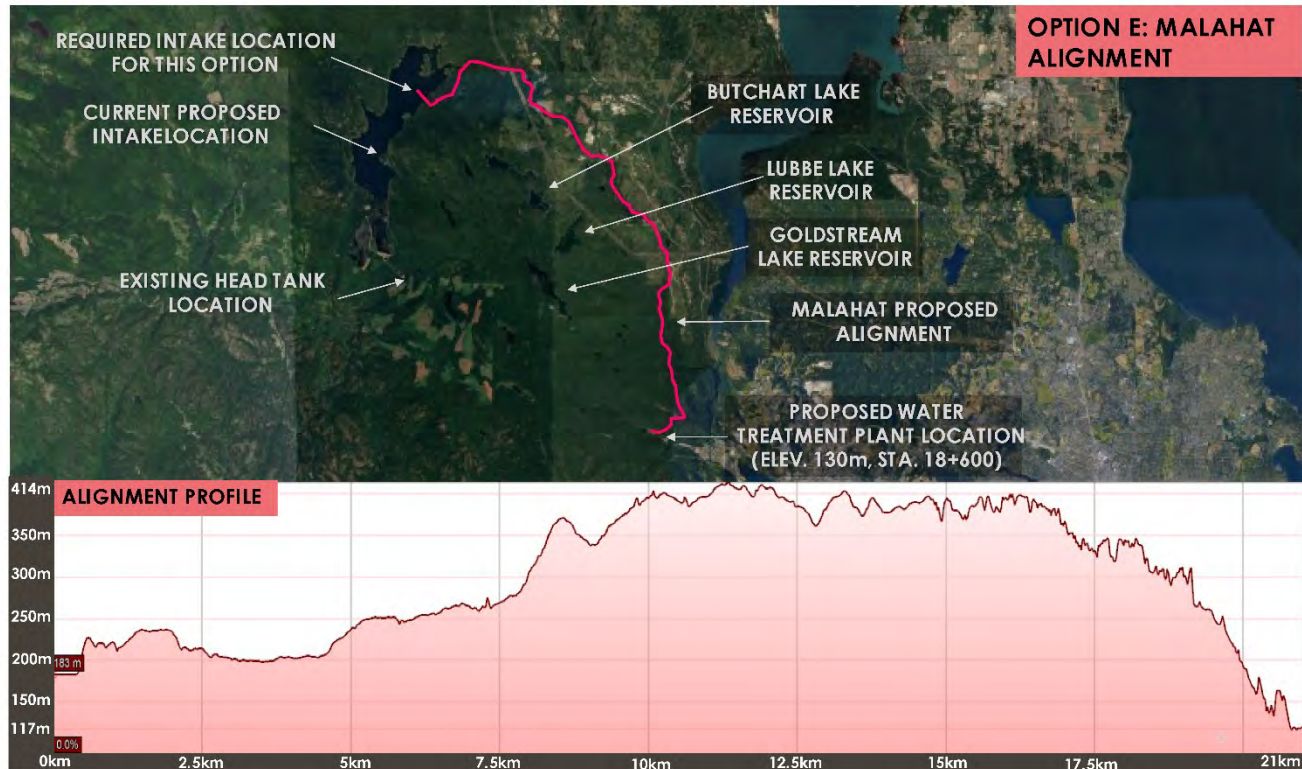 OPTION E: MALAHAT
ALIGNMENT
REQUIRED INTAKE LOCATION
FOR THIS OPTION
CURRENT PROPOSED
INTAKELOCATION
BUTCHART LAKE
RESERVOIR
LUBBE LAKE
RESERVOIR
GOLDSTREAM
LAKE RESERVOIR
EXISTING HEAD TANK
LOCATION
MALAHAT PROPOSED
ALIGNMENT
PROPOSED WATER
TREATMENT PLANT LOCATION
(ELEV. 130m, STA. 18+600)
ALIGNMENT PROFILE
414m
350m
300m
250m
200m
183 m
150m
117m
0.0%
0km
2.5km
5km
7.5km
10km
12.5km
15km
17.5km
21km